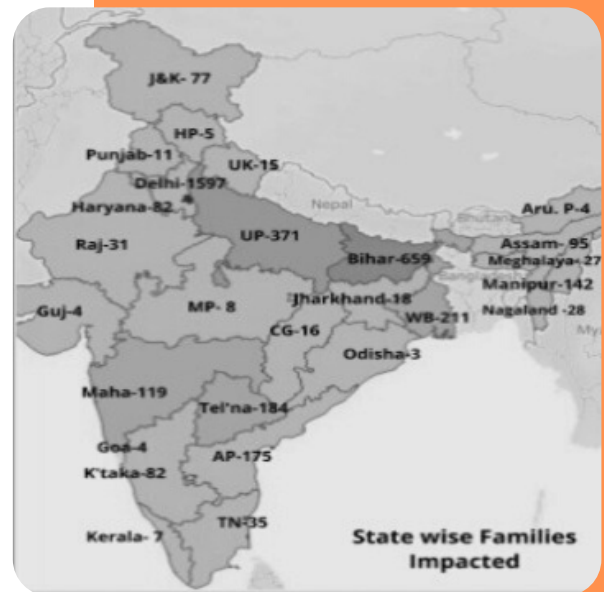 J&K- 77
HP-5
Punjab-11
UK-15
Delhi-1597
Nepal
Aru. P-4
Haryana-82
Bhutan
Raj-31
UP-371
Assam- 95
Bihar-659
Meghalaya- 27
Bangladesh
Manipur-142
Guj-4
MP- 8
Jharkhand-18
Nagaland -28
WB-211
CG-16
My
Odisha-3
Maha-119
Tel'na-184
Goa-4
AP-175
K'taka-82
TN-35
Kerala- 7
State wise Families
Impacted